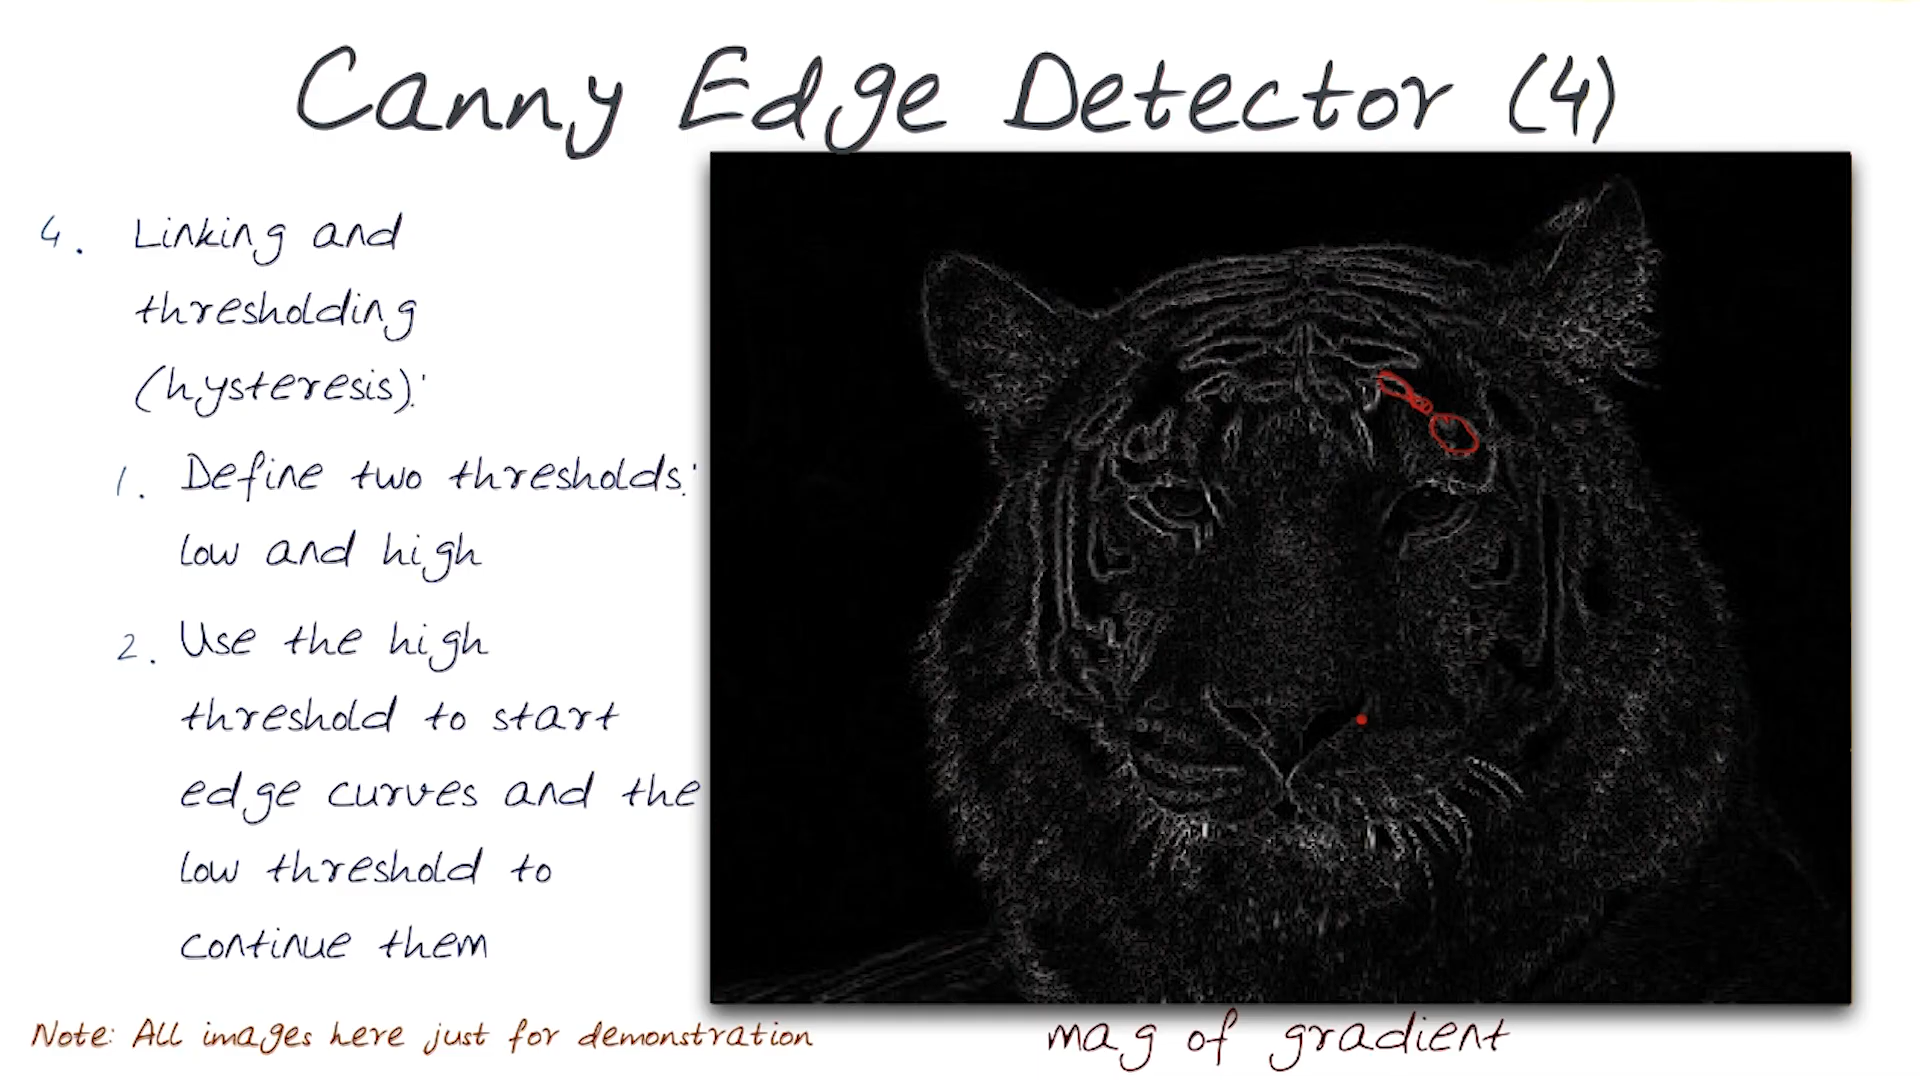 Canny Edge Detector (4)
4. Linking and
thresholding
(hysteresis):
1. Define two thresholds:
low and high
2. Use the high
threshold to start
edge curves and the
low threshold to
continue them
Note: All images here just for demonstration
mag of gradient